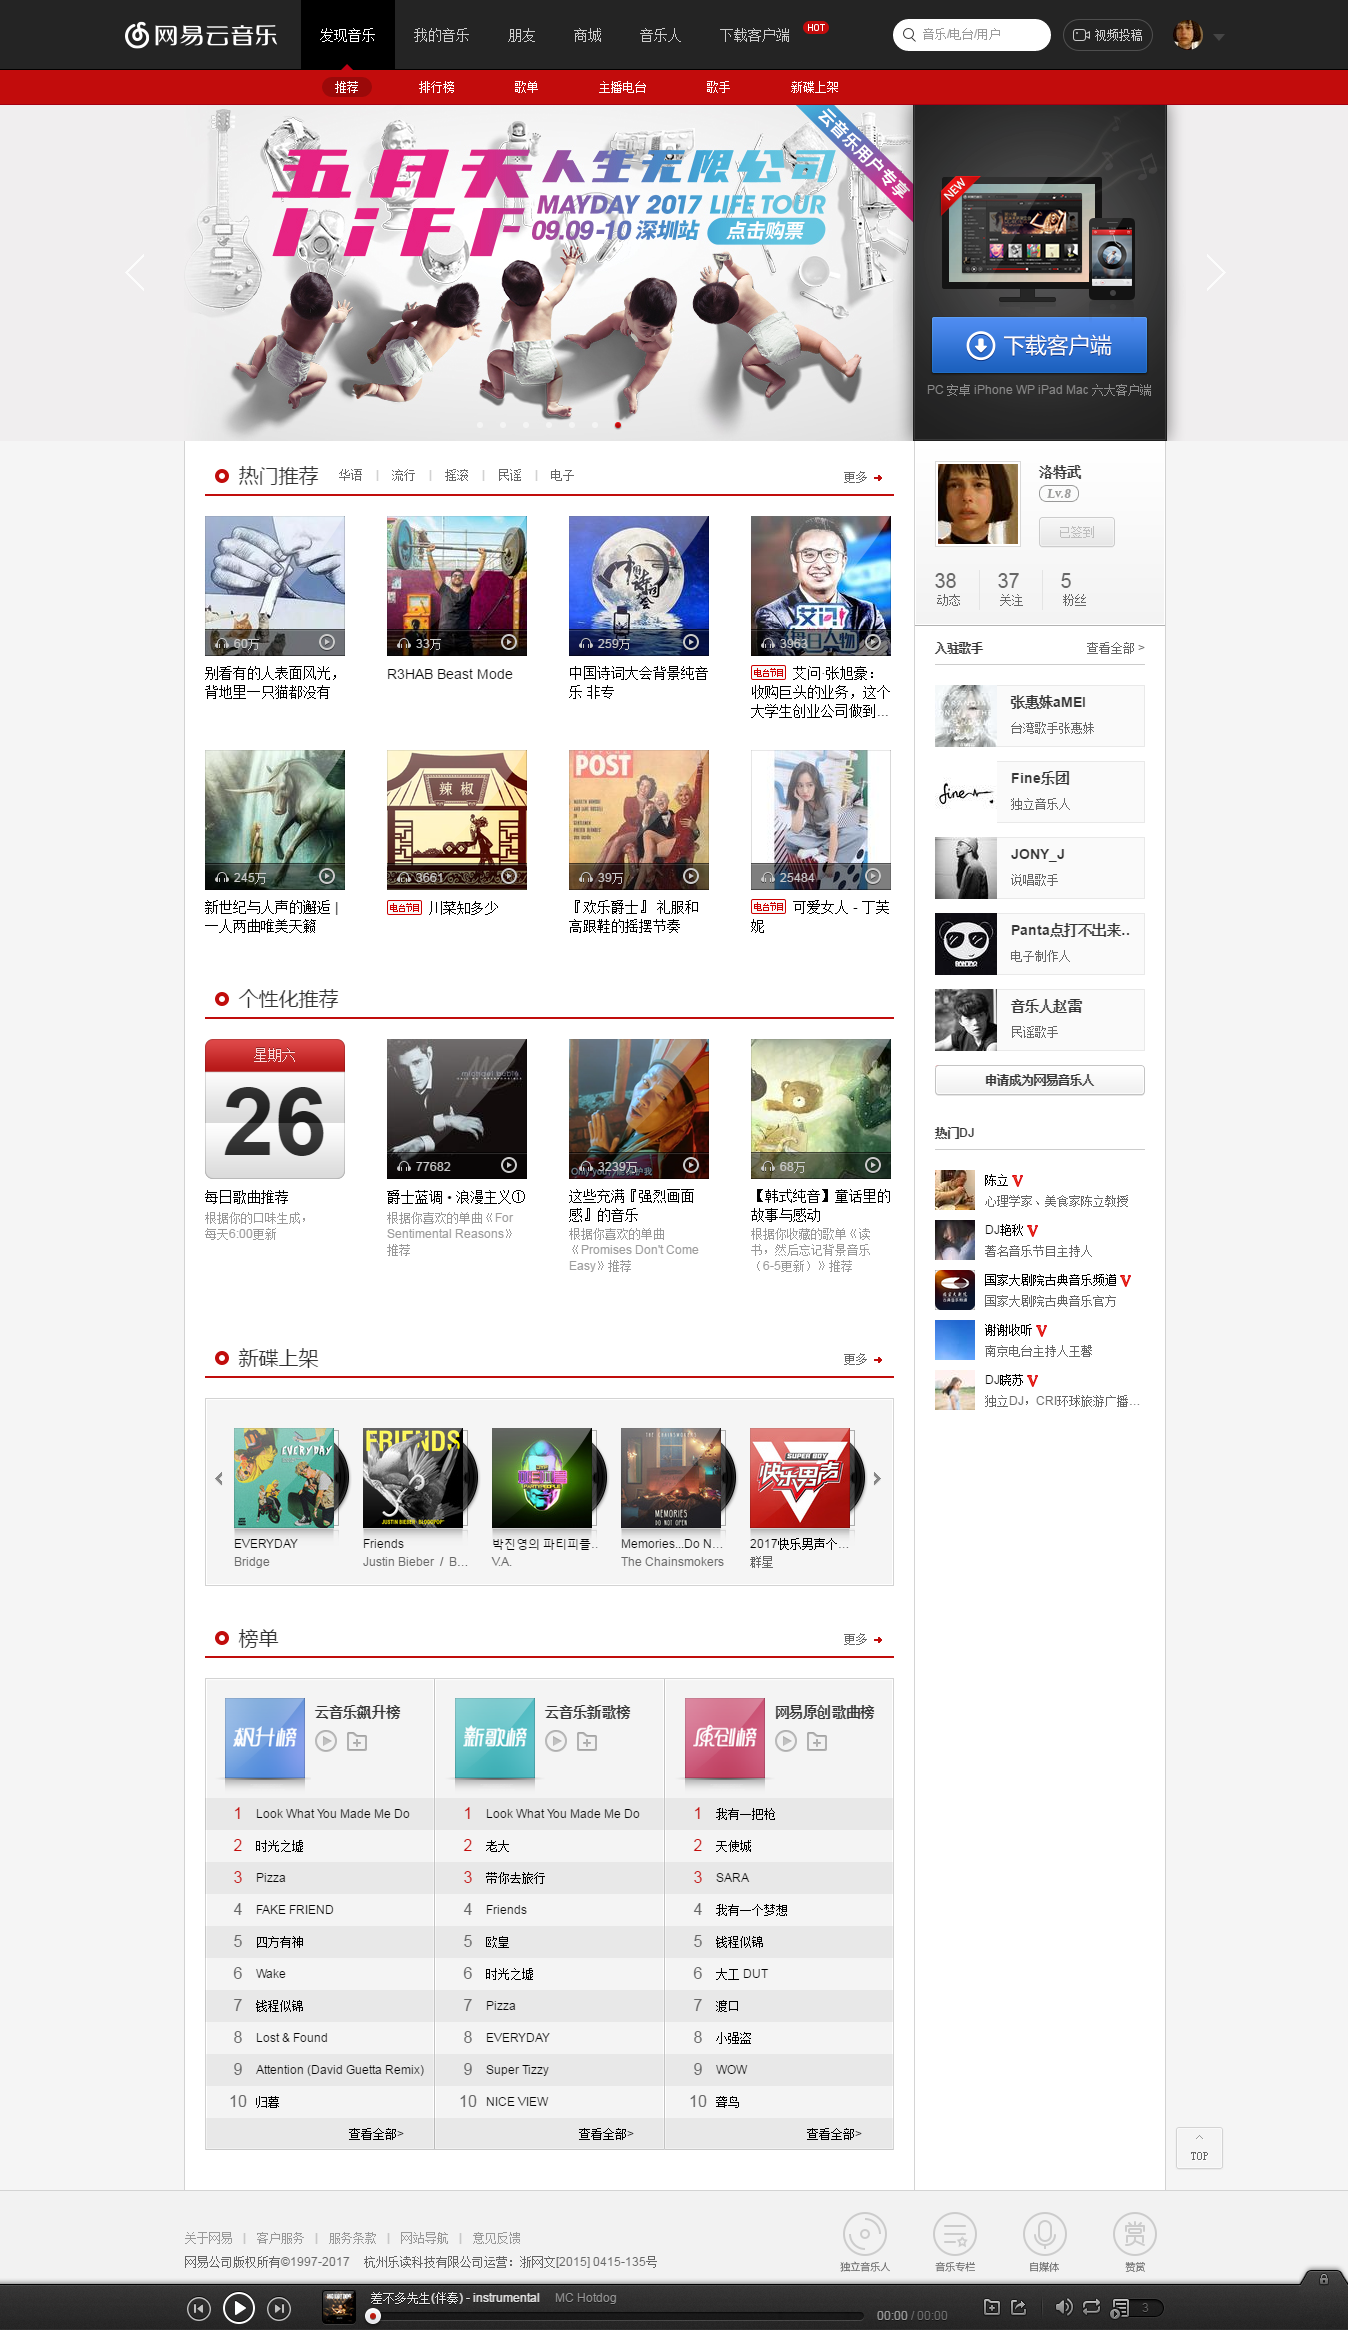 网易云音乐
发现音乐 我的音乐 朋友 商城 音乐人 下载客户端 HOT
音乐/电台/用户
视频投稿
推荐 排行榜 歌单 主播电台 歌手 新碟上架
云音乐用户专享
五月天人生无限公司
LiFE
MAYDAY 2017 LIFE TOUR
09.09-10 深圳站 点击购票
NEW
下载客户端
PC 安卓 iPhone WP iPad Mac 六大客户端
热门推荐 华语 流行 摇滚 民谣 电子 更多
60万 33万 259万 3963
别看有的人表面风光，
背地里一只猫都没有
R3HAB Beast Mode
中国诗词大会背景纯音
乐 非专
电台节目 艾问·张旭豪：
收购巨头的业务，这个
大学生创业公司做到...
辣椒
POST
245万 3661 39万 25484
新世纪与人声的邂逅 |
一人两曲唯美天籁
电台节目 川菜知多少
『欢乐爵士』 礼服和
高跟鞋的摇摆节奏
电台节目 可爱女人 - 丁芙
妮
个性化推荐
星期六
26
michael bublé
77682 3239万 68万
每日歌曲推荐
根据你的口味生成，
每天6:00更新
爵士蓝调 • 浪漫主义①
根据你喜欢的单曲《For
Sentimental Reasons》
推荐
这些充满『强烈画面
感』的音乐
根据你喜欢的单曲
《Promises Don't Come
Easy》推荐
【韩式纯音】童话里的
故事与感动
根据你收藏的歌单《读
书，然后忘记背景音乐
（6-5更新）》推荐
新碟上架 更多
EVERYDAY
FRIENDS
JUSTIN BIEBER · BLOODPOP
THE CHAINSMOKERS
MEMORIES
DO NOT OPEN
SUPER BOY
快乐男声
EVERYDAY
Bridge
Friends
Justin Bieber / B...
박진영의 파티피플..
V.A.
Memories...Do N...
The Chainsmokers
2017快乐男声个...
群星
榜单 更多
飙升榜 云音乐飙升榜
1 Look What You Made Me Do
2 时光之墟
3 Pizza
4 FAKE FRIEND
5 四方有神
6 Wake
7 钱程似锦
8 Lost & Found
9 Attention (David Guetta Remix)
10 归暮
查看全部>
新歌榜 云音乐新歌榜
1 Look What You Made Me Do
2 老大
3 带你去旅行
4 Friends
5 欧皇
6 时光之墟
7 Pizza
8 EVERYDAY
9 Super Tizzy
10 NICE VIEW
查看全部>
原创榜 网易原创歌曲榜
1 我有一把枪
2 天使城
3 SARA
4 我有一个梦想
5 钱程似锦
6 大工 DUT
7 渡口
8 小强盗
9 WOW
10 聋鸟
查看全部>
洛特武
Lv.8
已签到
38 37 5
动态 关注 粉丝
入驻歌手 查看全部 >
张惠妹aMEI
台湾歌手张惠妹
Fine乐团
独立音乐人
JONY_J
说唱歌手
Panta点打不出来..
电子制作人
音乐人赵雷
民谣歌手
申请成为网易音乐人
热门DJ
陈立 V
心理学家、美食家陈立教授
DJ艳秋 V
著名音乐节目主持人
国家大剧院古典音乐频道 V
国家大剧院古典音乐官方
谢谢收听 V
南京电台主持人王馨
DJ晓苏 V
独立DJ，CRI环球旅游广播...
TOP
关于网易 | 客户服务 | 服务条款 | 网站导航 | 意见反馈
网易公司版权所有©1997-2017 杭州乐读科技有限公司运营：浙网文[2015] 0415-135号
赏
独立音乐人 音乐专栏 自媒体 赞赏
差不多先生(伴奏) - instrumental MC Hotdog
00:00 / 00:00
3